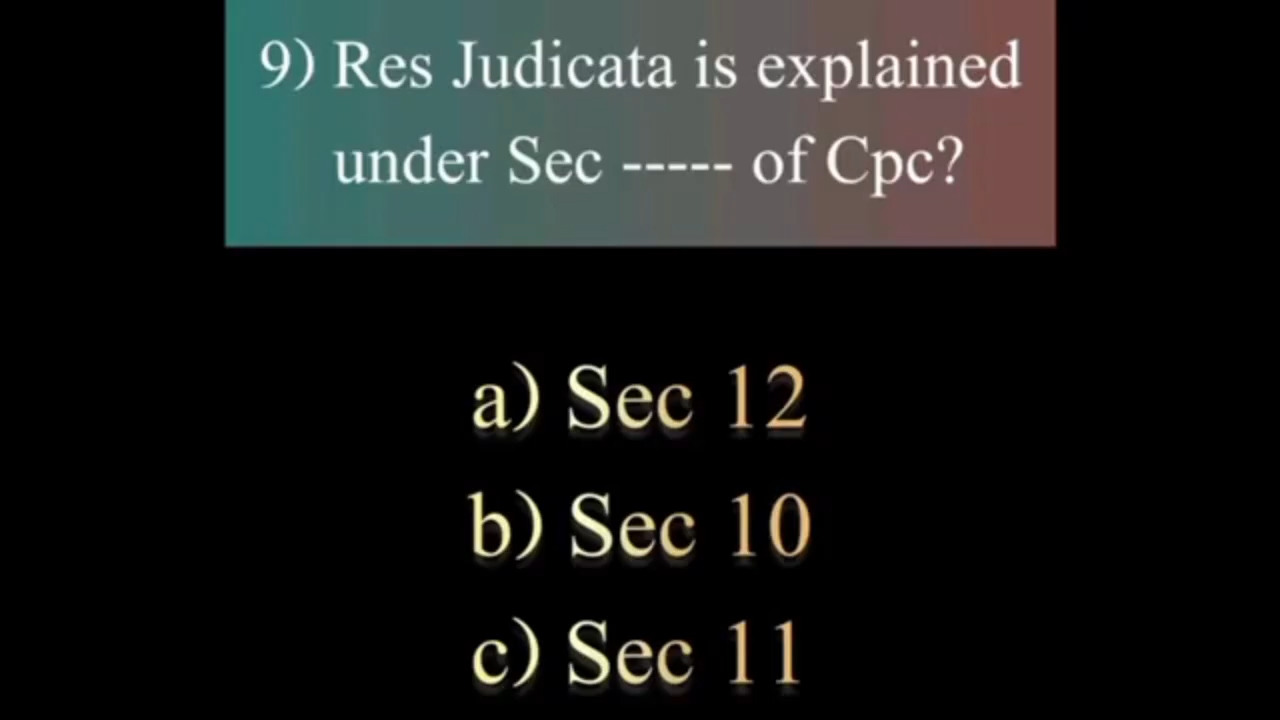 9) Res Judicata is explained
under Sec ----- of Cpc?
a) Sec 12
b) Sec 10
c) Sec 11